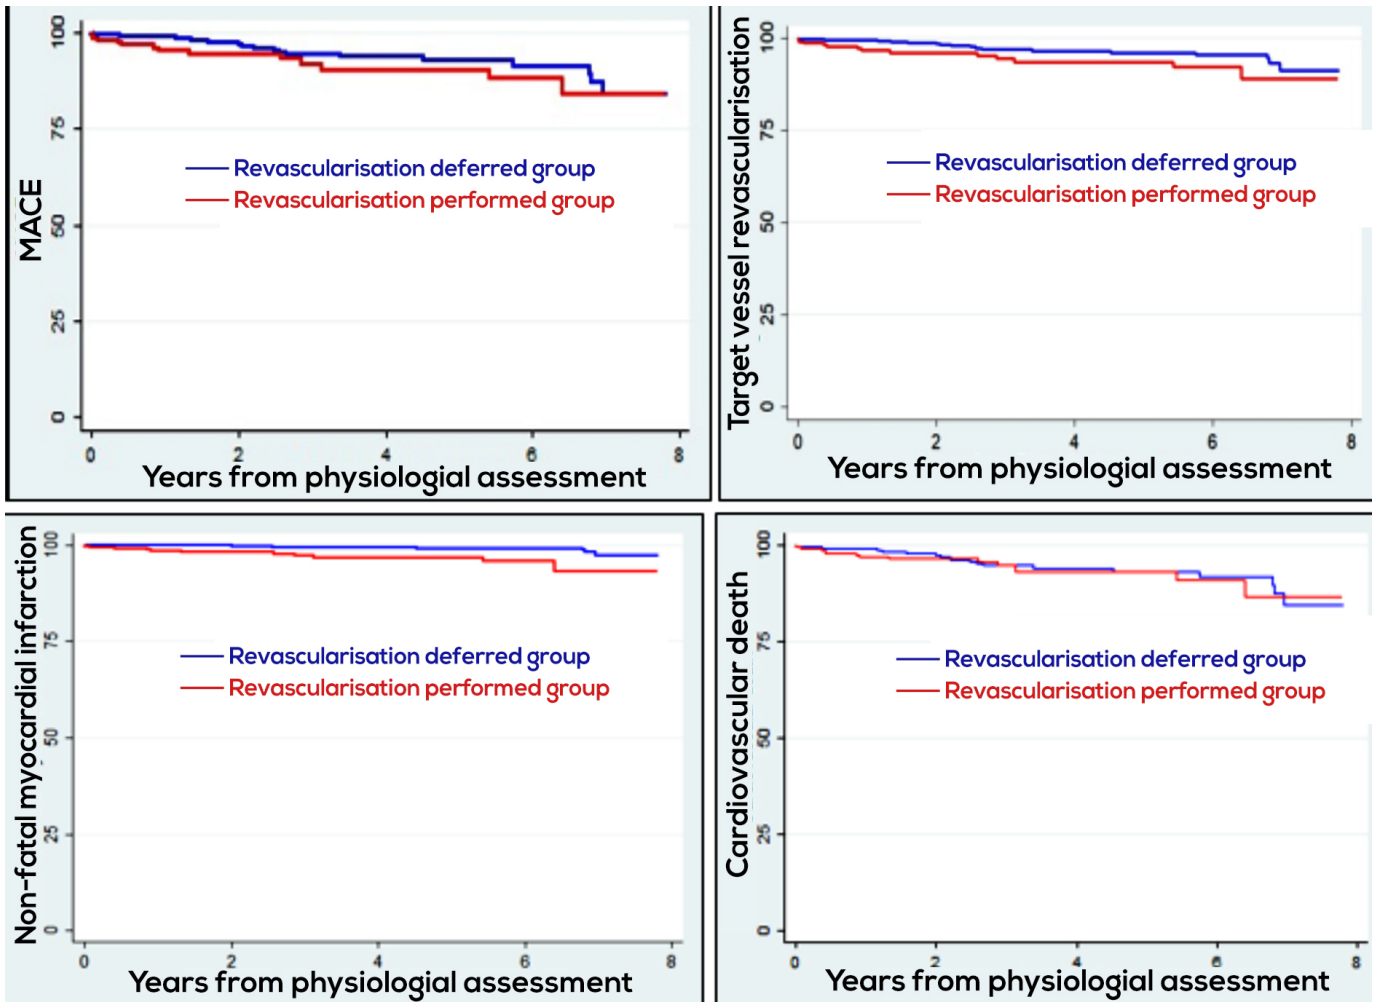 MACE
100
75
50
25
0
Revascularisation deferred group
Revascularisation performed group
0 2 4 6 8
Years from physiologial assessment
Target vessel revascularisation
100
75
50
25
0
Revascularisation deferred group
Revascularisation performed group
0 2 4 6 8
Years from physiologial assessment
Non-fatal myocardial infarction
100
75
50
25
0
Revascularisation deferred group
Revascularisation performed group
0 2 4 6 8
Years from physiologial assessment
Cardiovascular death
100
75
50
25
0
Revascularisation deferred group
Revascularisation performed group
0 2 4 6 8
Years from physiologial assessment